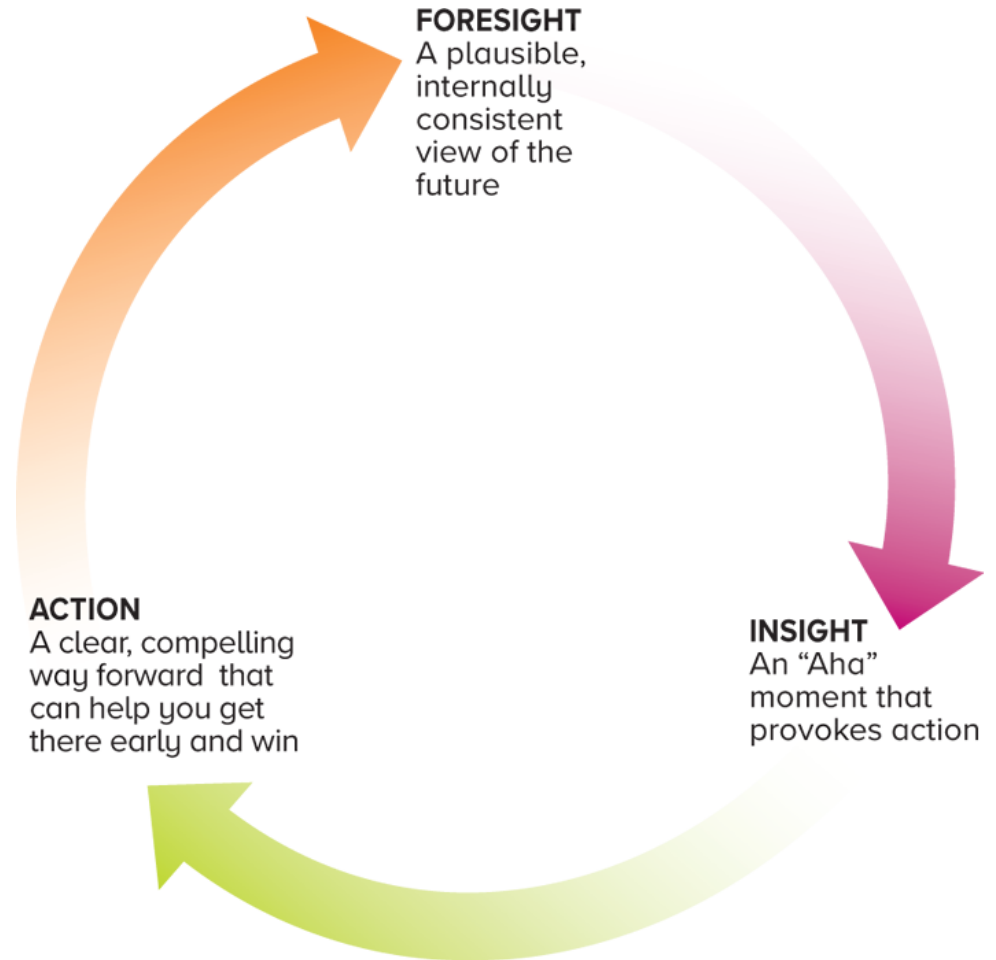 FORESIGHT
A plausible,
internally
consistent
view of the
future
ACTION
A clear, compelling
way forward  that
can help you get
there early and win
INSIGHT
An “Aha”
moment that
provokes action